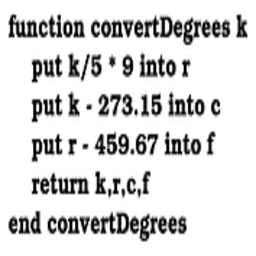 function convertDegrees k
put k/5 * 9 into r
put k - 273.15 into c
put r - 459.67 into f
return k,r,c,f
end convertDegrees